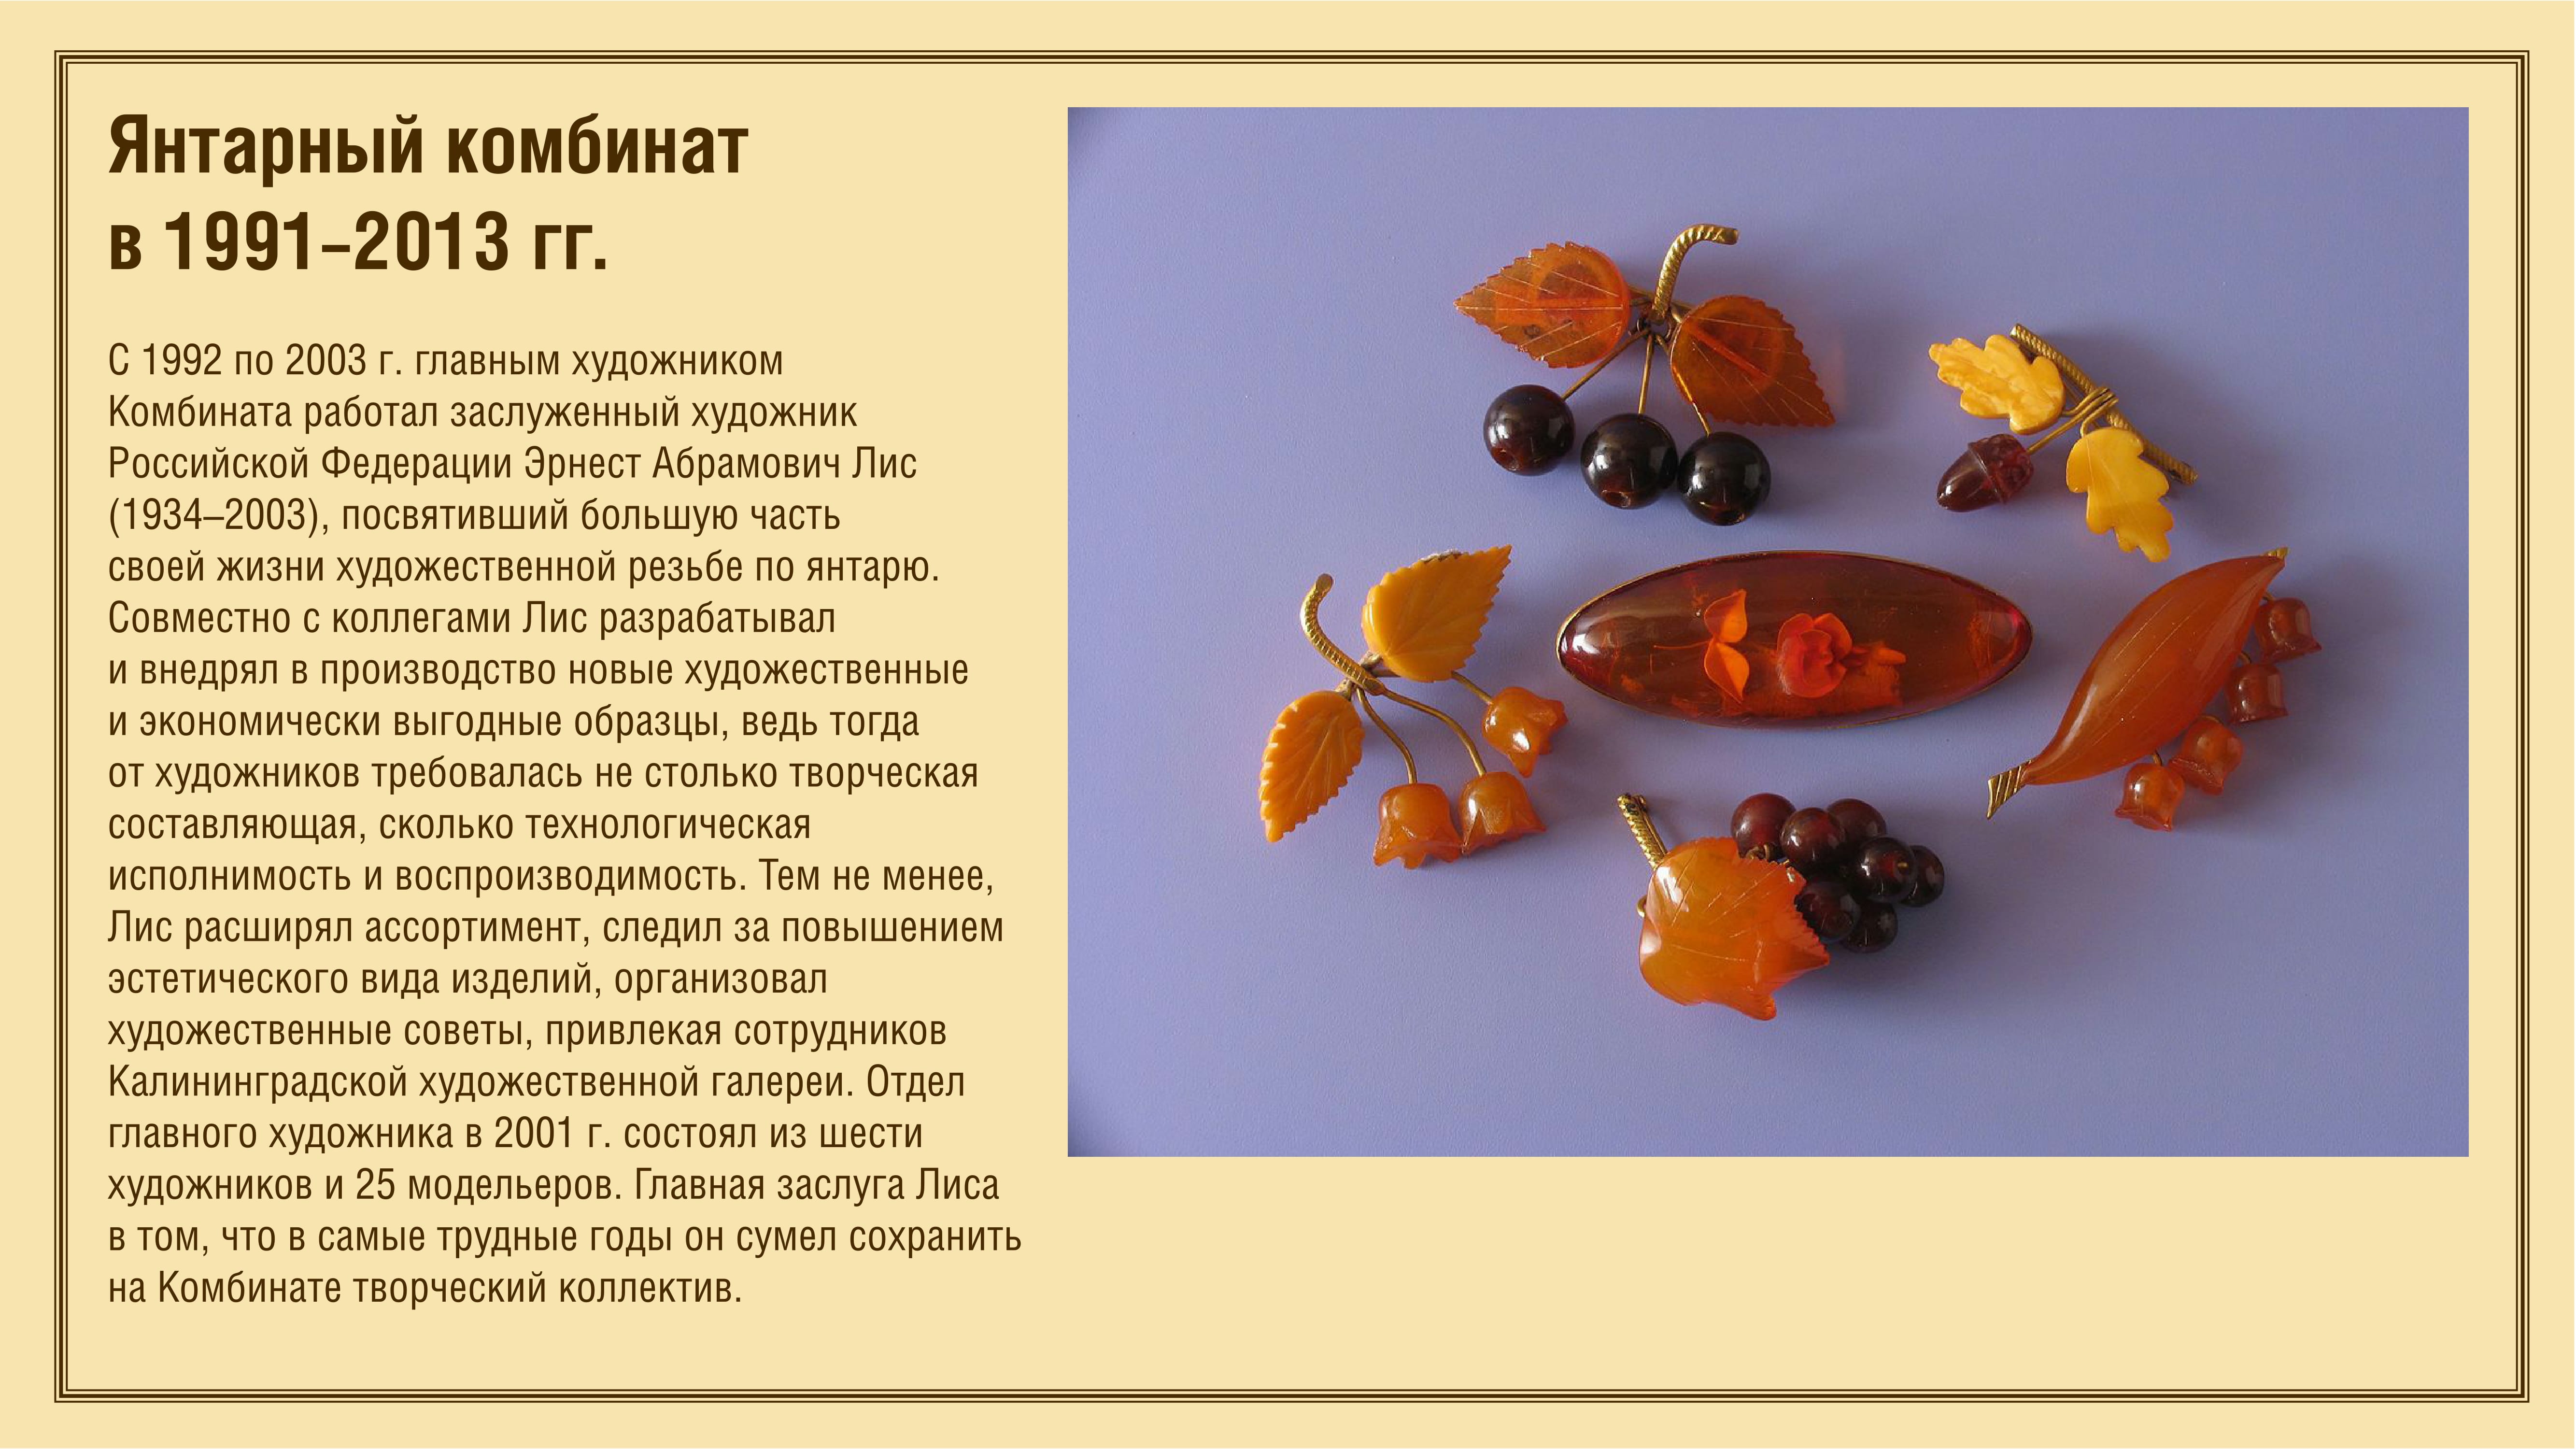 Янтарный комбинат
в 1991–2013 гг.
С 1992 по 2003 г. главным художником
Комбината работал заслуженный художник
Российской Федерации Эрнест Абрамович Лис
(1934–2003), посвятивший большую часть
своей жизни художественной резьбе по янтарю.
Совместно с коллегами Лис разрабатывал
и внедрял в производство новые художественные
и экономически выгодные образцы, ведь тогда
от художников требовалась не столько творческая
составляющая, сколько технологическая
исполнимость и воспроизводимость. Тем не менее,
Лис расширял ассортимент, следил за повышением
эстетического вида изделий, организовал
художественные советы, привлекая сотрудников
Калининградской художественной галереи. Отдел
главного художника в 2001 г. состоял из шести
художников и 25 модельеров. Главная заслуга Лиса
в том, что в самые трудные годы он сумел сохранить
на Комбинате творческий коллектив.